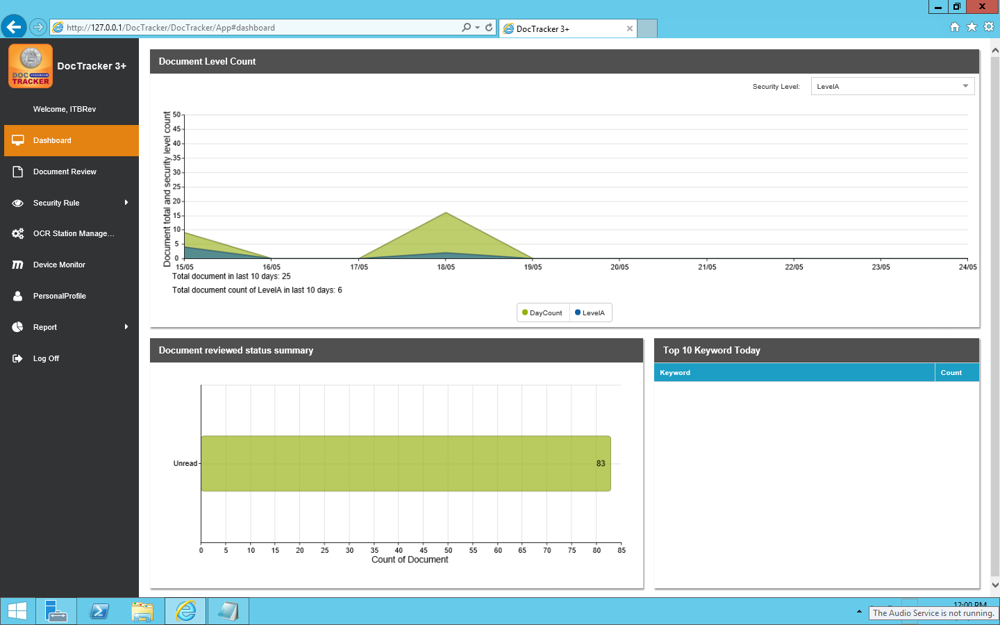 http://127.0.0.1/DocTracker/DocTracker/App#dashboard
DocTracker 3+
DOC
TRACKER
DocTracker 3+
Welcome, ITBRev
Dashboard
Document Review
Security Rule
OCR Station Manage...
Device Monitor
PersonalProfile
Report
Log Off
Document Level Count
Security Level:
LevelA
Document total and security level count
50
45
40
35
30
25
20
15
10
5
0
15/05 16/05 17/05 18/05 19/05 20/05 21/05 22/05 23/05 24/05
Total document in last 10 days: 25
Total document count of LevelA in last 10 days: 6
DayCount LevelA
Document reviewed status summary
Unread
83
0 5 10 15 20 25 30 35 40 45 50 55 60 65 70 75 80 85
Count of Document
Top 10 Keyword Today
Keyword Count
12:00 PM
The Audio Service is not running.